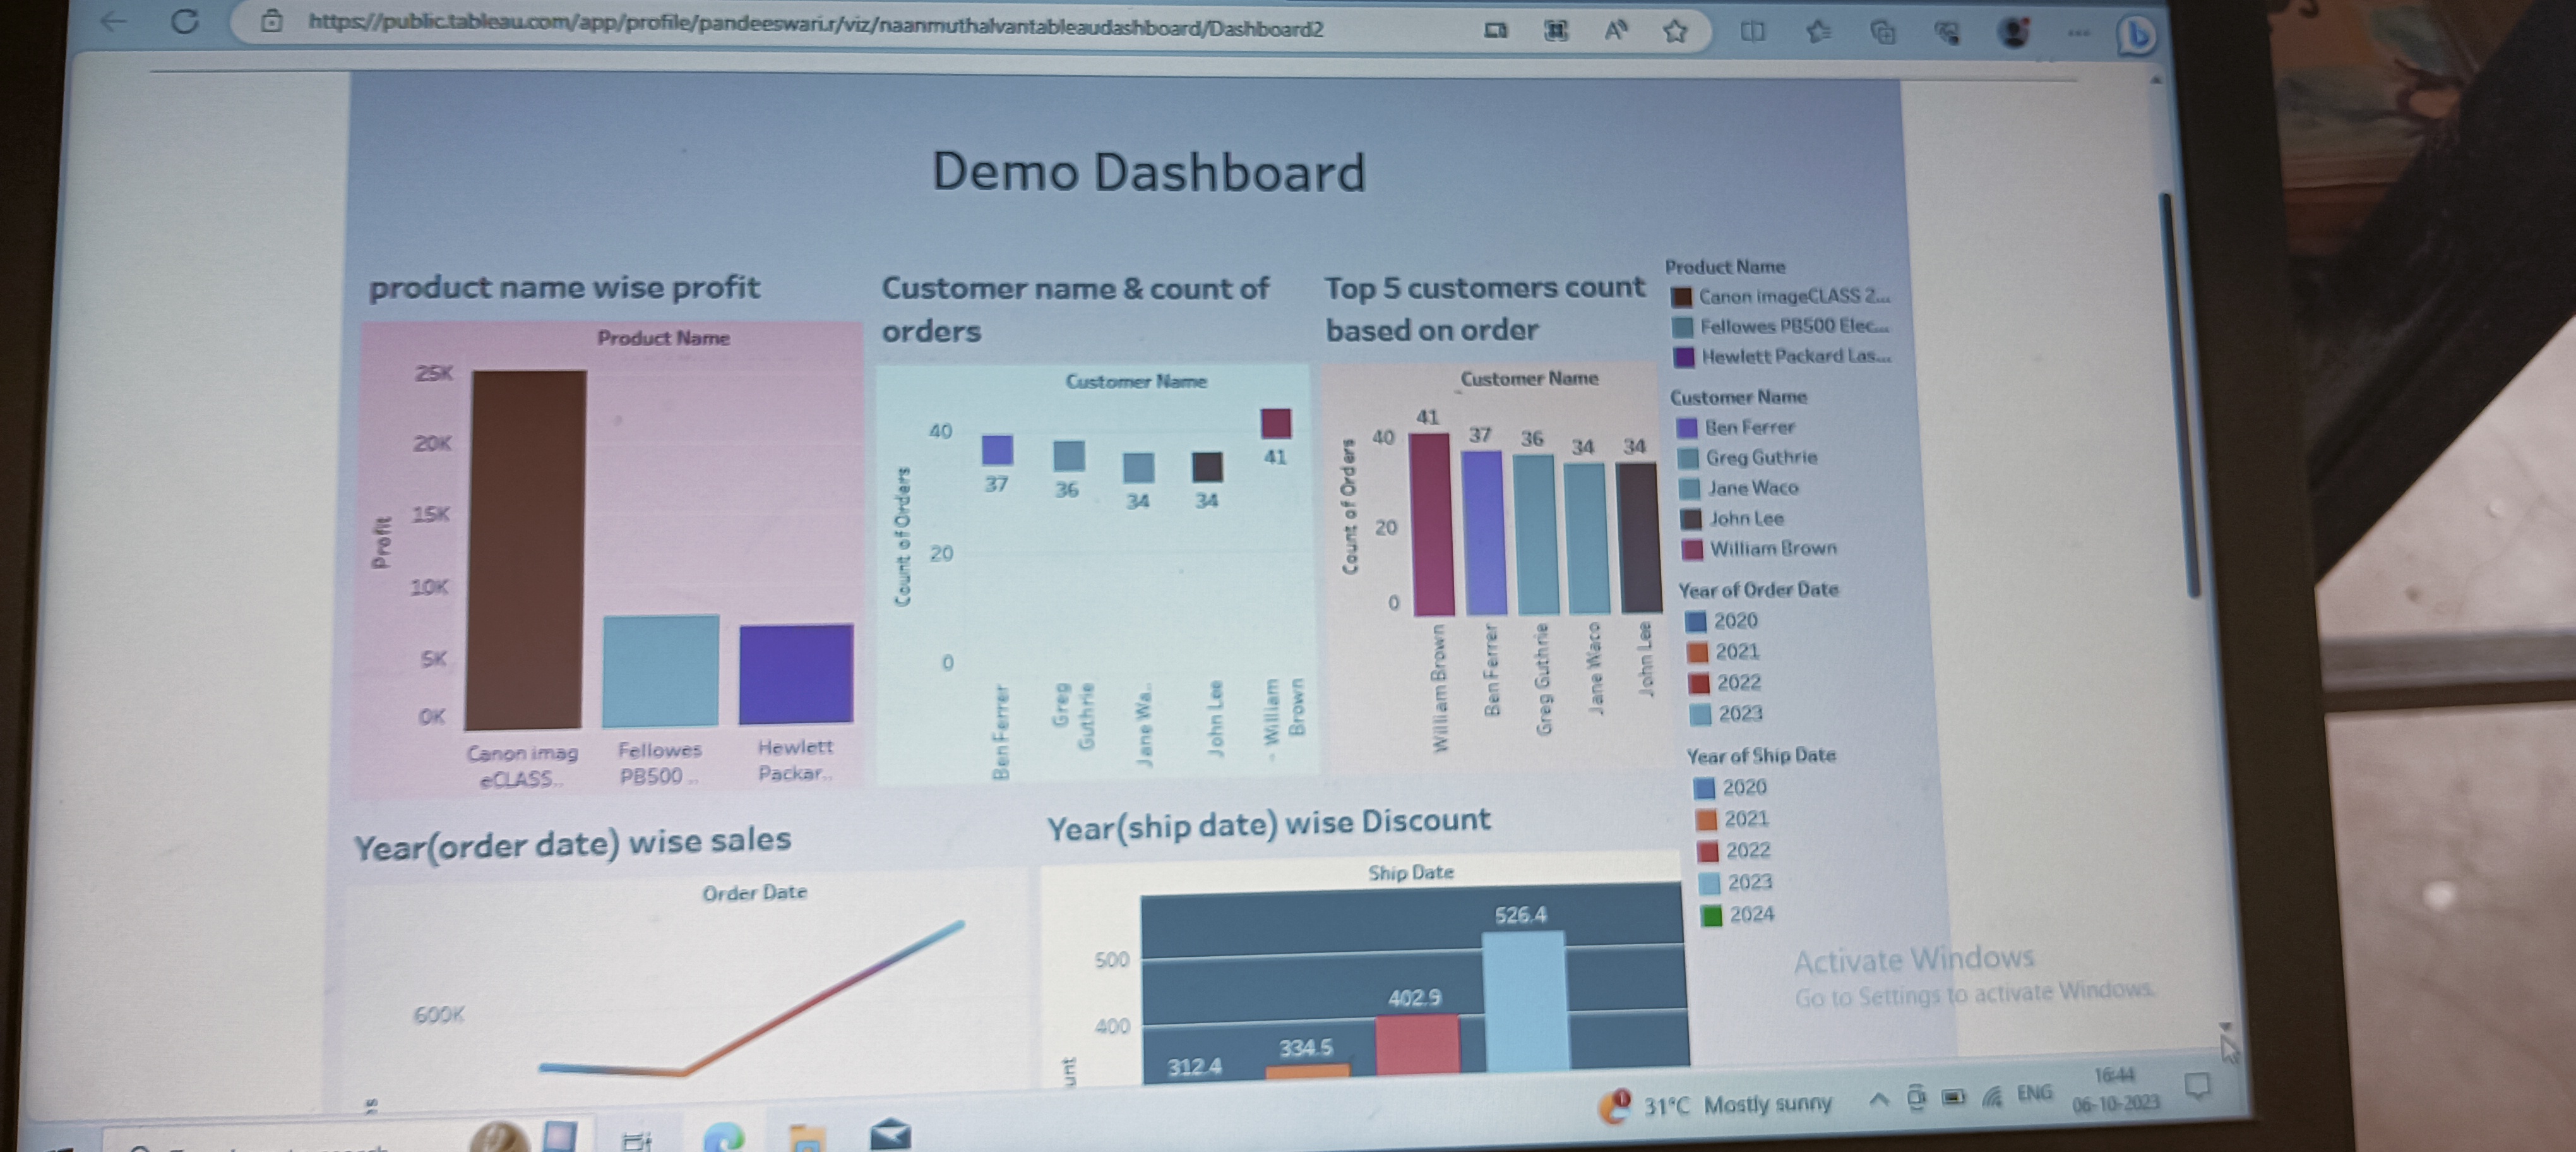 https://public.tableau.com/app/profile/pandeeswari.r/viz/naanmuthalvantableaudashboard/Dashboard2
Demo Dashboard
product name wise profit
Product Name
25K
20K
15K
10K
5K
0K
Profit
Canon imag
eCLASS..
Fellowes
PB500 ..
Hewlett
Packar..
Customer name & count of
orders
Customer Name
40
20
0
Count of Orders
37
36
34
34
41
Ben Ferrer
Greg
Guthrie
Jane Wa..
John Lee
William
Brown
Top 5 customers count
based on order
Customer Name
41
37
36
34
34
40
20
0
Count of Orders
William Brown
Ben Ferrer
Greg Guthrie
Jane Waco
John Lee
Product Name
Canon imageCLASS 2...
Fellowes PB500 Elec...
Hewlett Packard Las...
Customer Name
Ben Ferrer
Greg Guthrie
Jane Waco
John Lee
William Brown
Year of Order Date
2020
2021
2022
2023
Year of Ship Date
2020
2021
2022
2023
2024
Year(order date) wise sales
Order Date
600K
Year(ship date) wise Discount
Ship Date
500
400
312.4
334.5
402.9
526.4
unt
Activate Windows
Go to Settings to activate Windows.
31°C Mostly sunny
ENG
16:44
06-10-2023